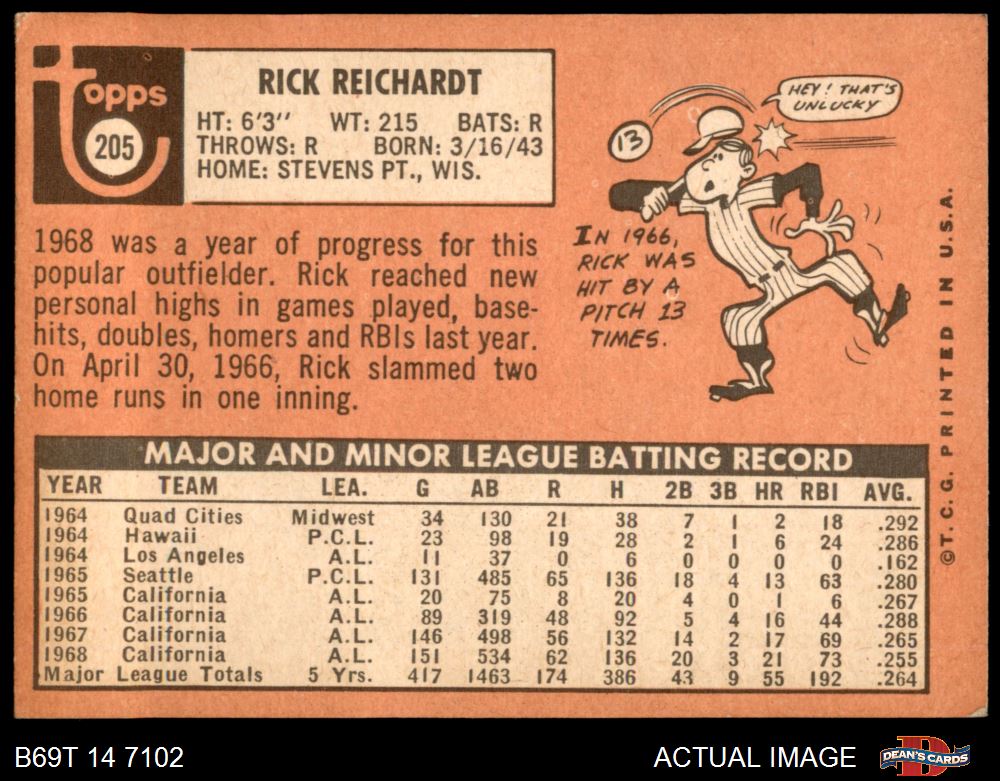 Topps
205
RICK REICHARDT
HT: 6'3" WT: 215 BATS: R
THROWS: R BORN: 3/16/43
HOME: STEVENS PT., WIS.
1968 was a year of progress for this
popular outfielder. Rick reached new
personal highs in games played, base-
hits, doubles, homers and RBIs last year.
On April 30, 1966, Rick slammed two
home runs in one inning.
HEY! THAT'S
UNLUCKY
13
IN 1966,
RICK WAS
HIT BY A
PITCH 13
TIMES.
©T.C.G. PRINTED IN U.S.A.
MAJOR AND MINOR LEAGUE BATTING RECORD
YEAR TEAM LEA. G AB R H 2B 3B HR RBI AVG.
1964 Quad Cities Midwest 34 130 21 38 7 1 2 18 .292
1964 Hawaii P.C.L. 23 98 19 28 2 1 6 24 .286
1964 Los Angeles A.L. 11 37 0 6 0 0 0 0 .162
1965 Seattle P.C.L. 131 485 65 136 18 4 13 63 .280
1965 California A.L. 20 75 8 20 4 0 1 6 .267
1966 California A.L. 89 319 48 92 5 4 16 44 .288
1967 California A.L. 146 498 56 132 14 2 17 69 .265
1968 California A.L. 151 534 62 136 20 3 21 73 .255
Major League Totals 5 Yrs. 417 1463 174 386 43 9 55 192 .264
B69T 14 7102
ACTUAL IMAGE
DEAN'S CARDS